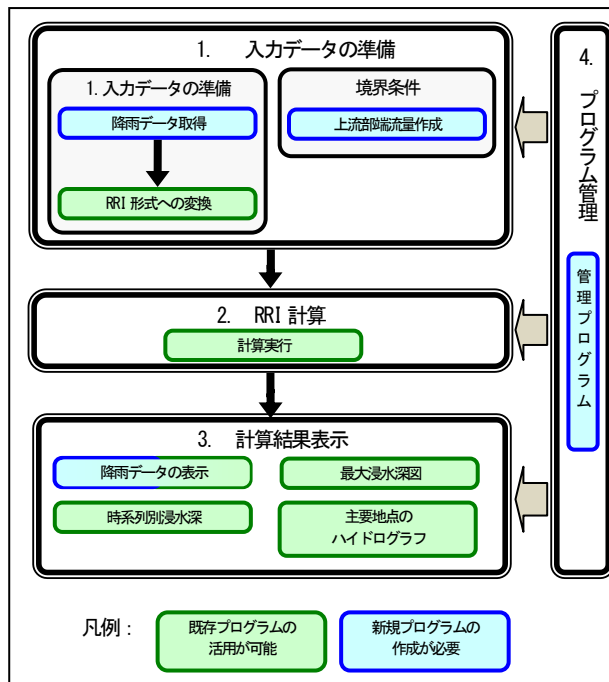 1. 入力データの準備
1. 入力データの準備
降雨データ取得
RRI 形式への変換
境界条件
上流部端流量作成
2. RRI 計算
計算実行
3. 計算結果表示
降雨データの表示
時系列別浸水深
最大浸水深図
主要地点の
ハイドログラフ
4. プログラム管理
管理プログラム
凡例：
既存プログラムの
活用が可能
新規プログラムの
作成が必要